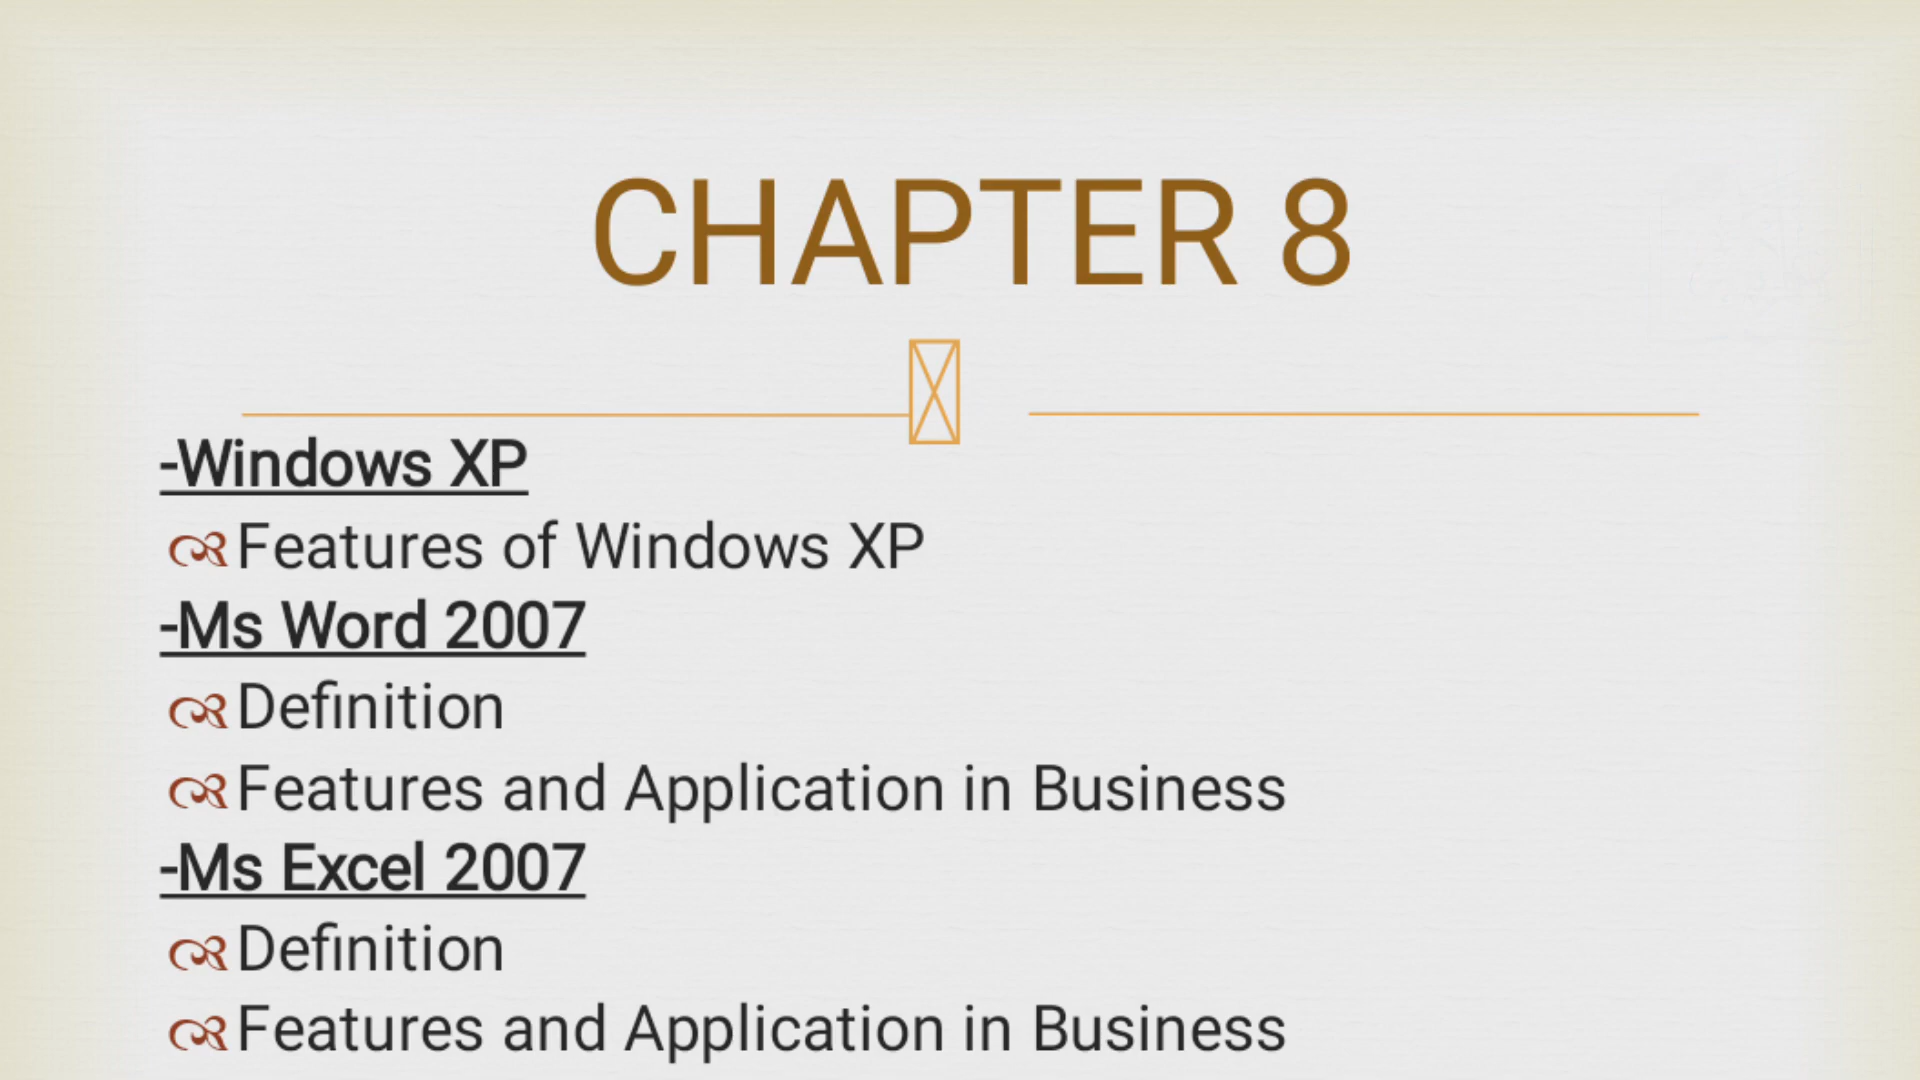 CHAPTER 8
-Windows XP
Features of Windows XP
-Ms Word 2007
Definition
Features and Application in Business
-Ms Excel 2007
Definition
Features and Application in Business